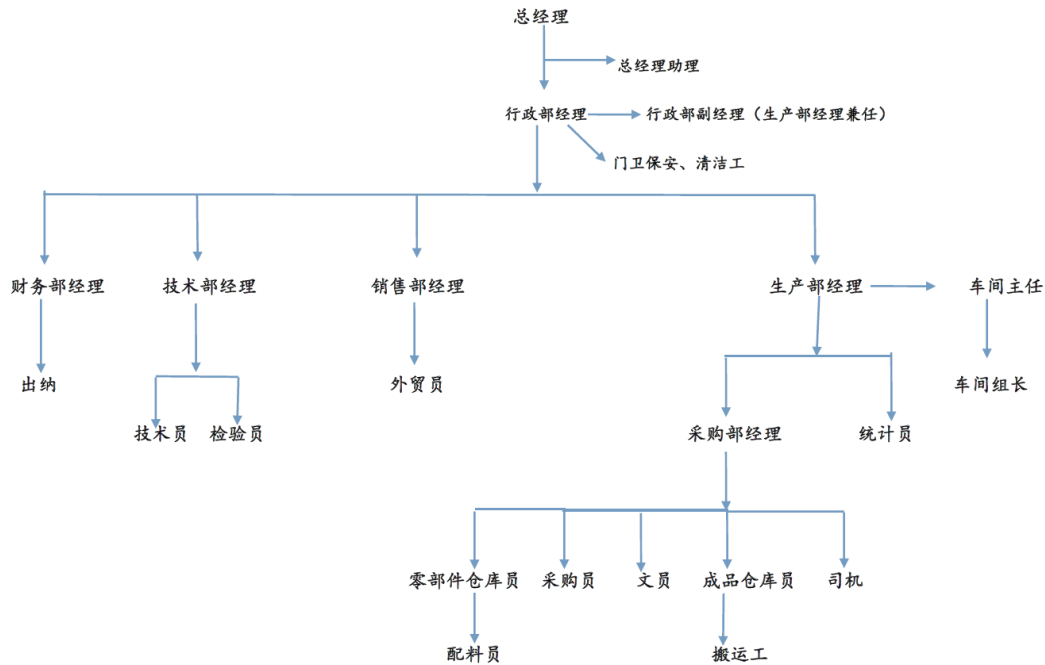 总经理
总经理助理
行政部经理 行政部副经理（生产部经理兼任）
门卫保安、清洁工
财务部经理 技术部经理 销售部经理 生产部经理 车间主任
出纳 外贸员 车间组长
技术员 检验员 采购部经理 统计员
零部件仓库员 采购员 文员 成品仓库员 司机
配料员 搬运工